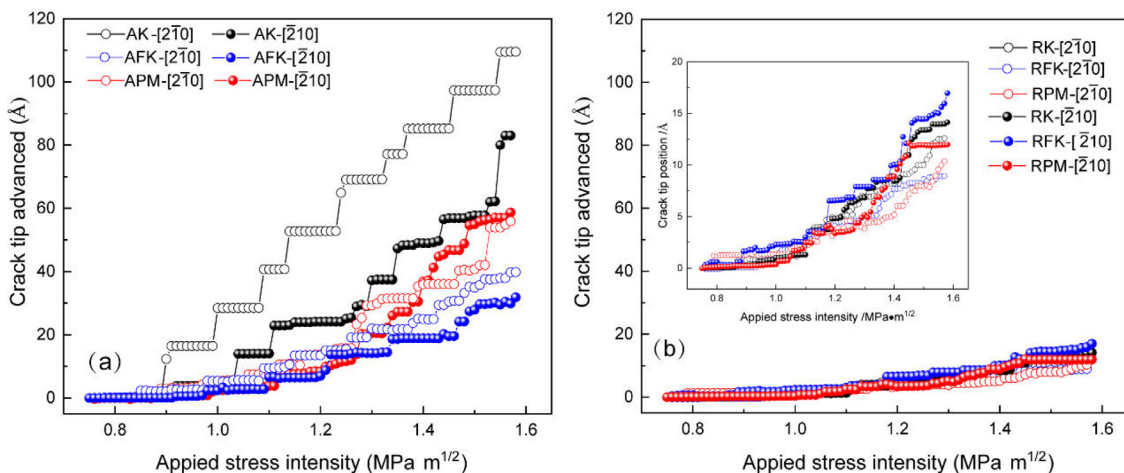 120
100
80
60
40
20
0
Crack tip advanced (Å)
AK-[21̅0]
AFK-[21̅0]
APM-[21̅0]
AK-[2̅10]
AFK-[2̅10]
APM-[2̅10]
(a)
0.8 1.0 1.2 1.4 1.6
Appied stress intensity (MPa m^1/2)
120
100
80
60
40
20
0
Crack tip advanced (Å)
RK-[21̅0]
RFK-[21̅0]
RPM-[21̅0]
RK-[2̅10]
RFK-[2̅10]
RPM-[2̅10]
20
15
10
5
0
Crack tip position /Å
0.8 1.0 1.2 1.4 1.6
Appied stress intensity /MPa•m^1/2
(b)
0.8 1.0 1.2 1.4 1.6
Appied stress intensity (MPa m^1/2)